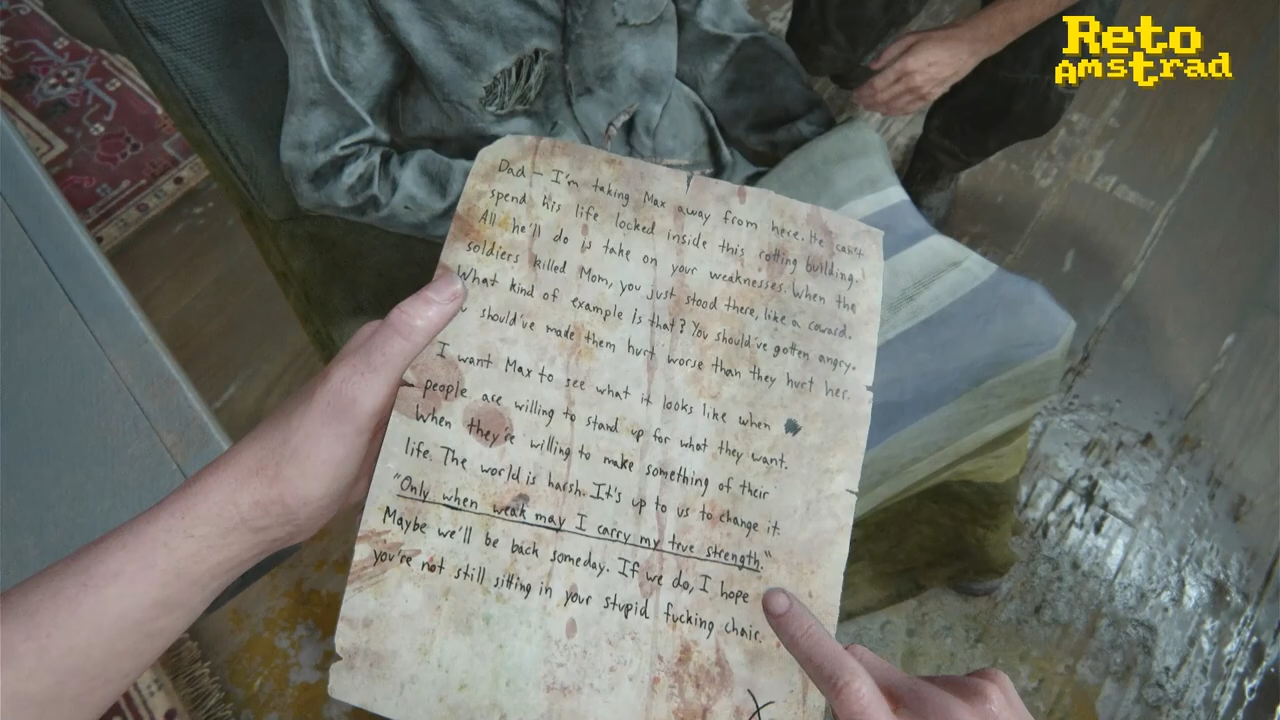 Reto
Amstrad
Dad - I'm taking Max away from here. He can't
spend his life locked inside this rotting building.
All he'll do is take on your weaknesses. When the
soldiers killed Mom, you just stood there, like a coward.
What kind of example is that? You should've gotten angry.
should've made them hurt worse than they hurt her.
I want Max to see what it looks like when
people are willing to stand up for what they want.
When they're willing to make something of their
life. The world is harsh. It's up to us to change it.
"Only when weak may I carry my true strength."
Maybe we'll be back someday. If we do, I hope
you're not still sitting in your stupid fucking chair.